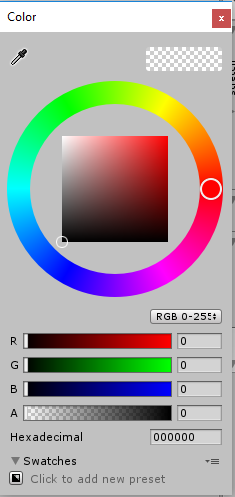 Color x
RGB 0-255
R 0
G 0
B 0
A 0
Hexadecimal 000000
Swatches
Click to add new preset